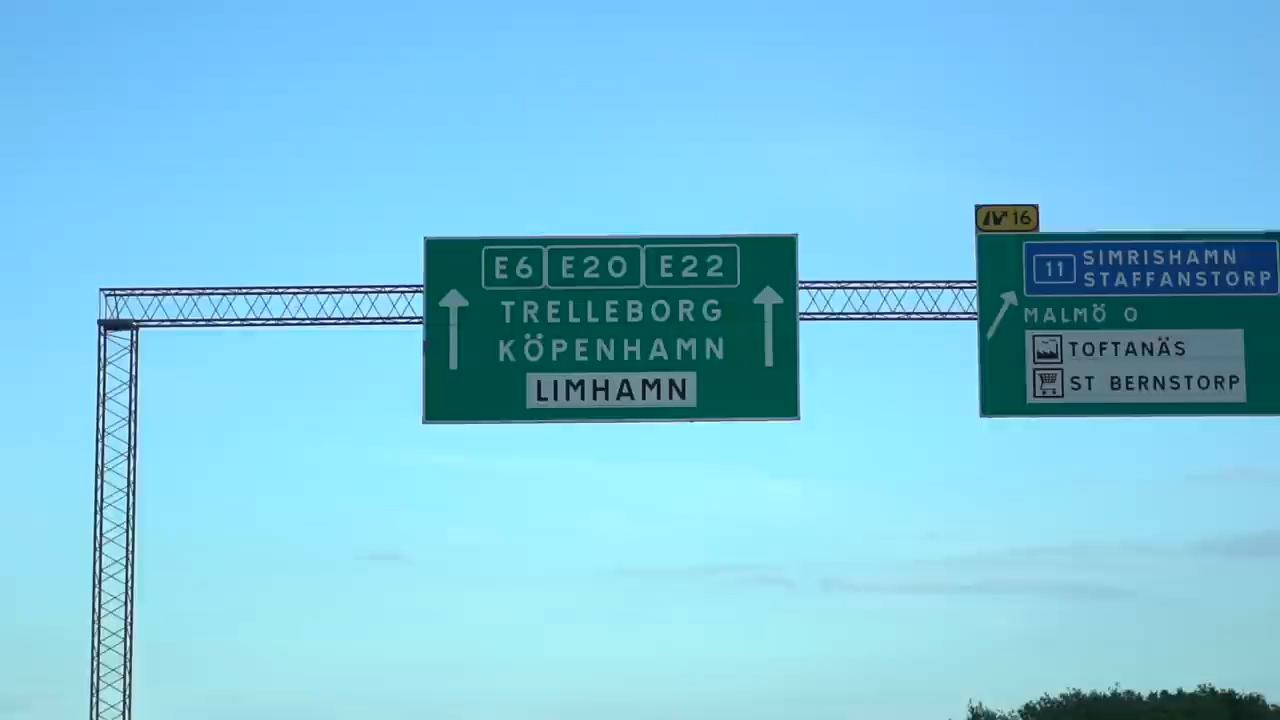 E6 E20 E22
TRELLEBORG
KÖPENHAMN
LIMHAMN
16
11 SIMRISHAMN
STAFFANSTORP
MALMÖ O
TOFTANÄS
ST BERNSTORP